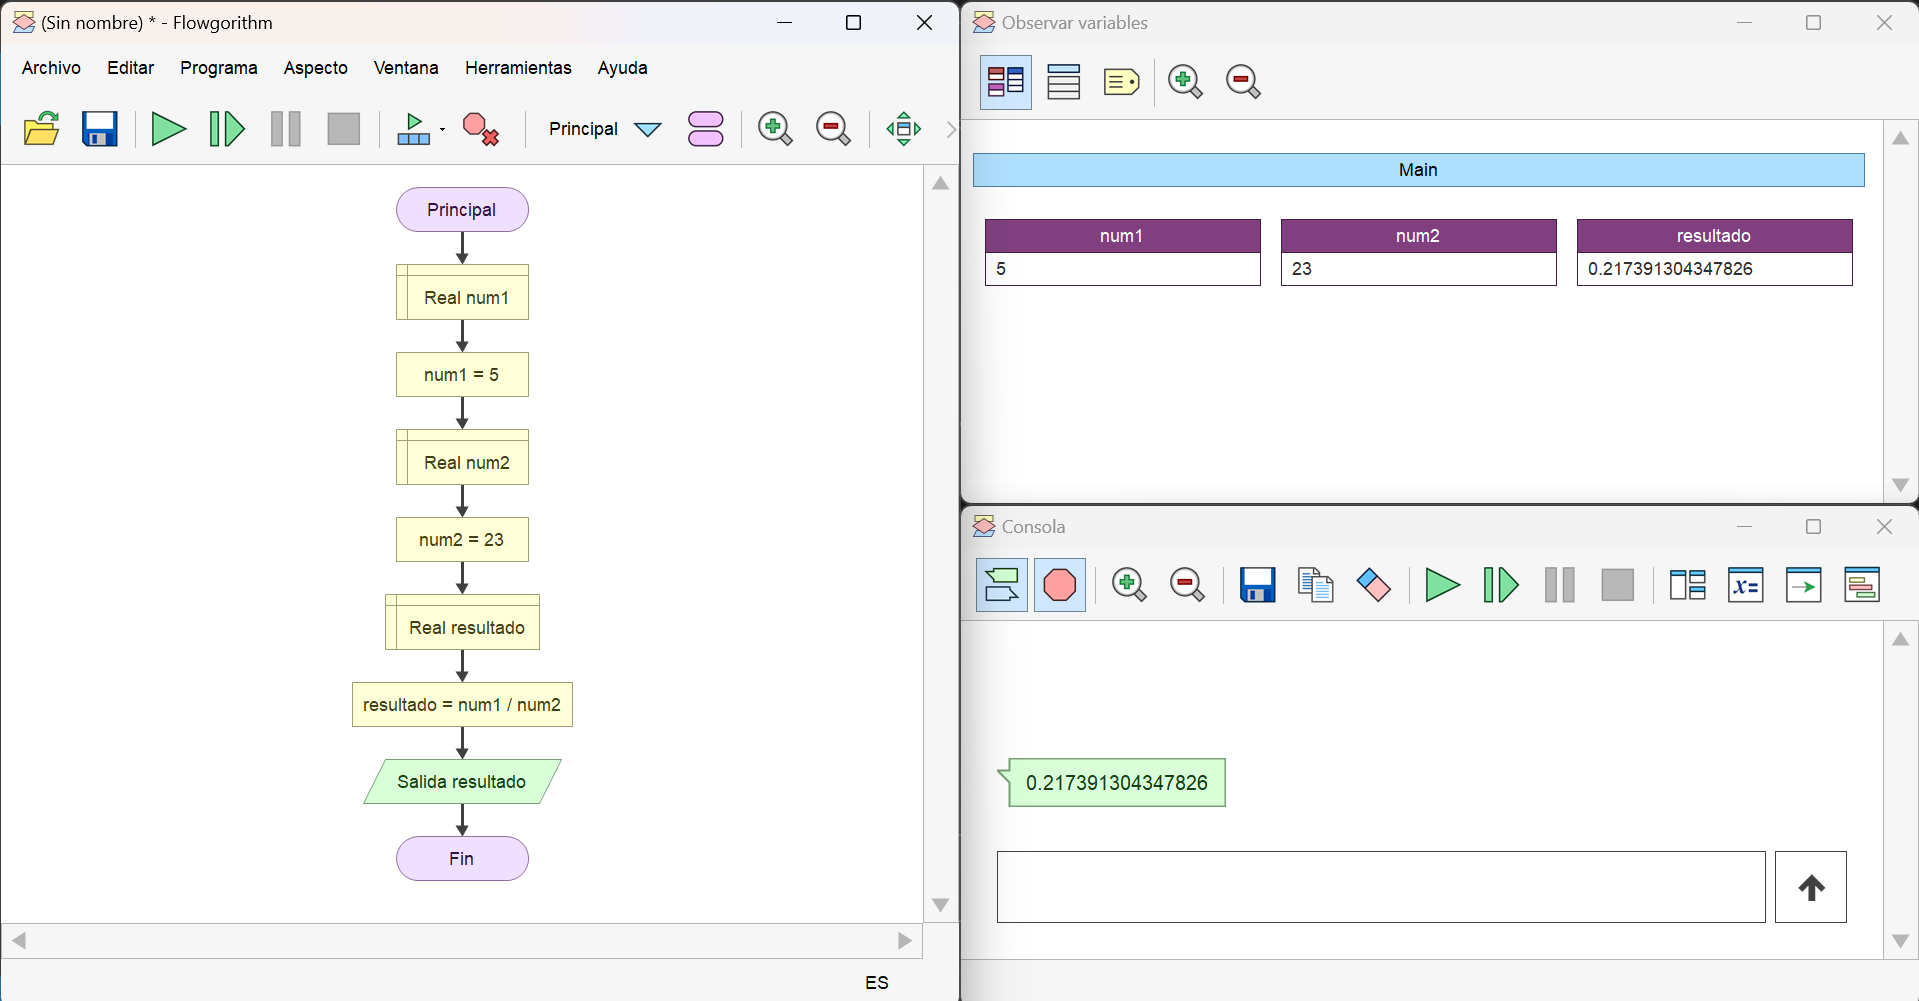 (Sin nombre) * - Flowgorithm
Archivo Editar Programa Aspecto Ventana Herramientas Ayuda
Principal
Principal
Real num1
num1 = 5
Real num2
num2 = 23
Real resultado
resultado = num1 / num2
Salida resultado
Fin
ES
Observar variables
Main
num1 num2 resultado
5 23 0.217391304347826
Consola
x=
0.217391304347826